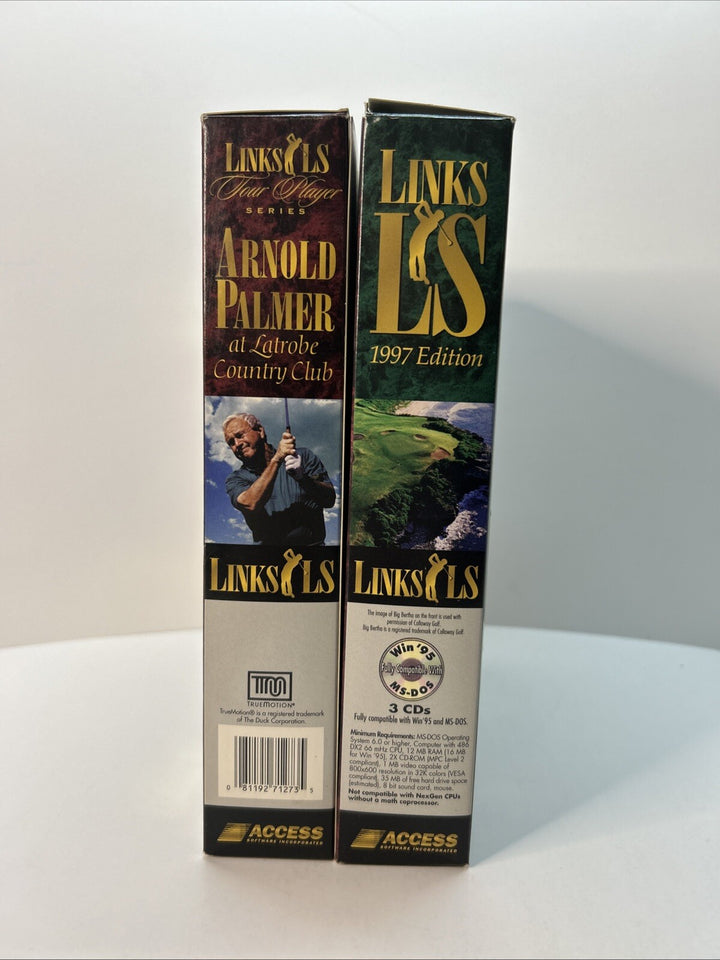 LINKS LS
Tour Player
SERIES
ARNOLD
PALMER
at Latrobe
Country Club
LINKS LS
TM
TRUEMOTION®
TrueMotion® is a registered trademark
of The Duck Corporation.
0 81192 71273 5
ACCESS
SOFTWARE INCORPORATED
LINKS
LS
1997 Edition
LINKS LS
The image of Big Bertha on the front is used with
permission of Callaway Golf.
Big Bertha is a registered trademark of Callaway Golf.
Win '95
Fully Compatible With
MS-DOS
3 CDs
Fully compatible with Win'95 and MS-DOS.
Minimum Requirements: MS-DOS Operating
System 6.0 or higher, Computer with 486
DX2 66 mHz CPU, 12 MB RAM (16 MB
for Win '95), 2X CD-ROM (MPC Level 2
compliant), 1 MB video capable of
800x600 resolution in 32K colors (VESA
compliant), 35 MB of free hard drive space
(estimated), 8 bit sound card, mouse.
Not compatible with NexGen CPUs
without a math coprocessor.
ACCESS
SOFTWARE INCORPORATED